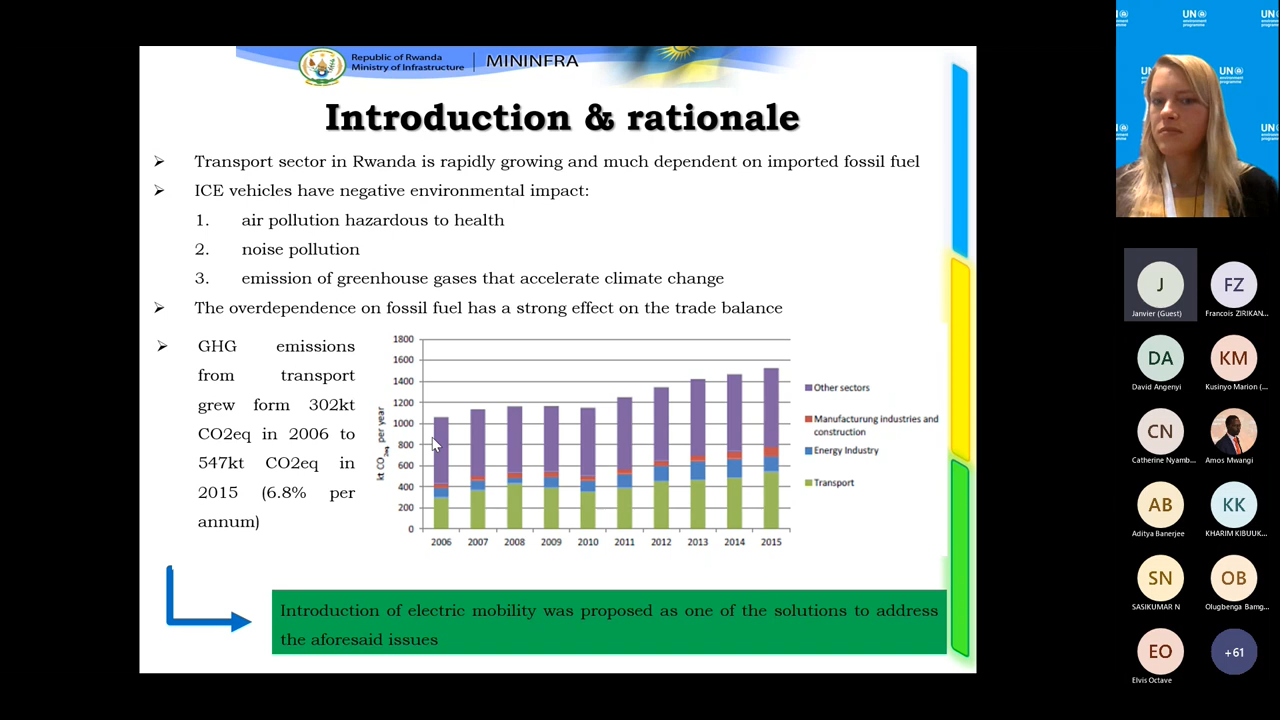 Republic of Rwanda
Ministry of Infrastructure
MININFRA
Introduction & rationale
Transport sector in Rwanda is rapidly growing and much dependent on imported fossil fuel
ICE vehicles have negative environmental impact:
1. air pollution hazardous to health
2. noise pollution
3. emission of greenhouse gases that accelerate climate change
The overdependence on fossil fuel has a strong effect on the trade balance
GHG emissions
from transport
grew form 302kt
CO2eq in 2006 to
547kt CO2eq in
2015 (6.8% per
annum)
kt CO2eq per year
1800
1600
1400
1200
1000
800
600
400
200
0
2006 2007 2008 2009 2010 2011 2012 2013 2014 2015
Other sectors
Manufacturung industries and
construction
Energy Industry
Transport
Introduction of electric mobility was proposed as one of the solutions to address
the aforesaid issues
UN
environment
programme
J
Janvier (Guest)
FZ
Francois ZIRIKAN...
DA
David Angenyi
KM
Kusinyo Marion (...
CN
Catherine Nyamb...
Amos Mwangi
AB
Aditya Banerjee
KK
KHARIM KIBUUK...
SN
SASIKUMAR N
OB
Olugbenga Bamg...
EO
Elvis Octave
+61